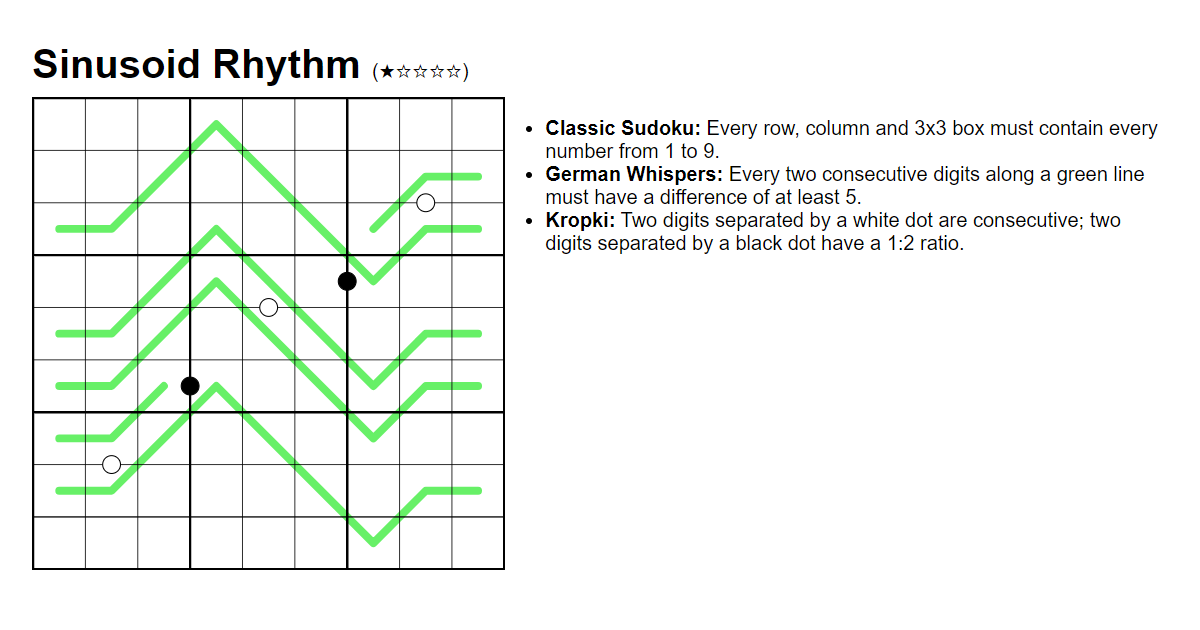 Sinusoid Rhythm (★☆☆☆☆)
• Classic Sudoku: Every row, column and 3x3 box must contain every
number from 1 to 9.
• German Whispers: Every two consecutive digits along a green line
must have a difference of at least 5.
• Kropki: Two digits separated by a white dot are consecutive; two
digits separated by a black dot have a 1:2 ratio.